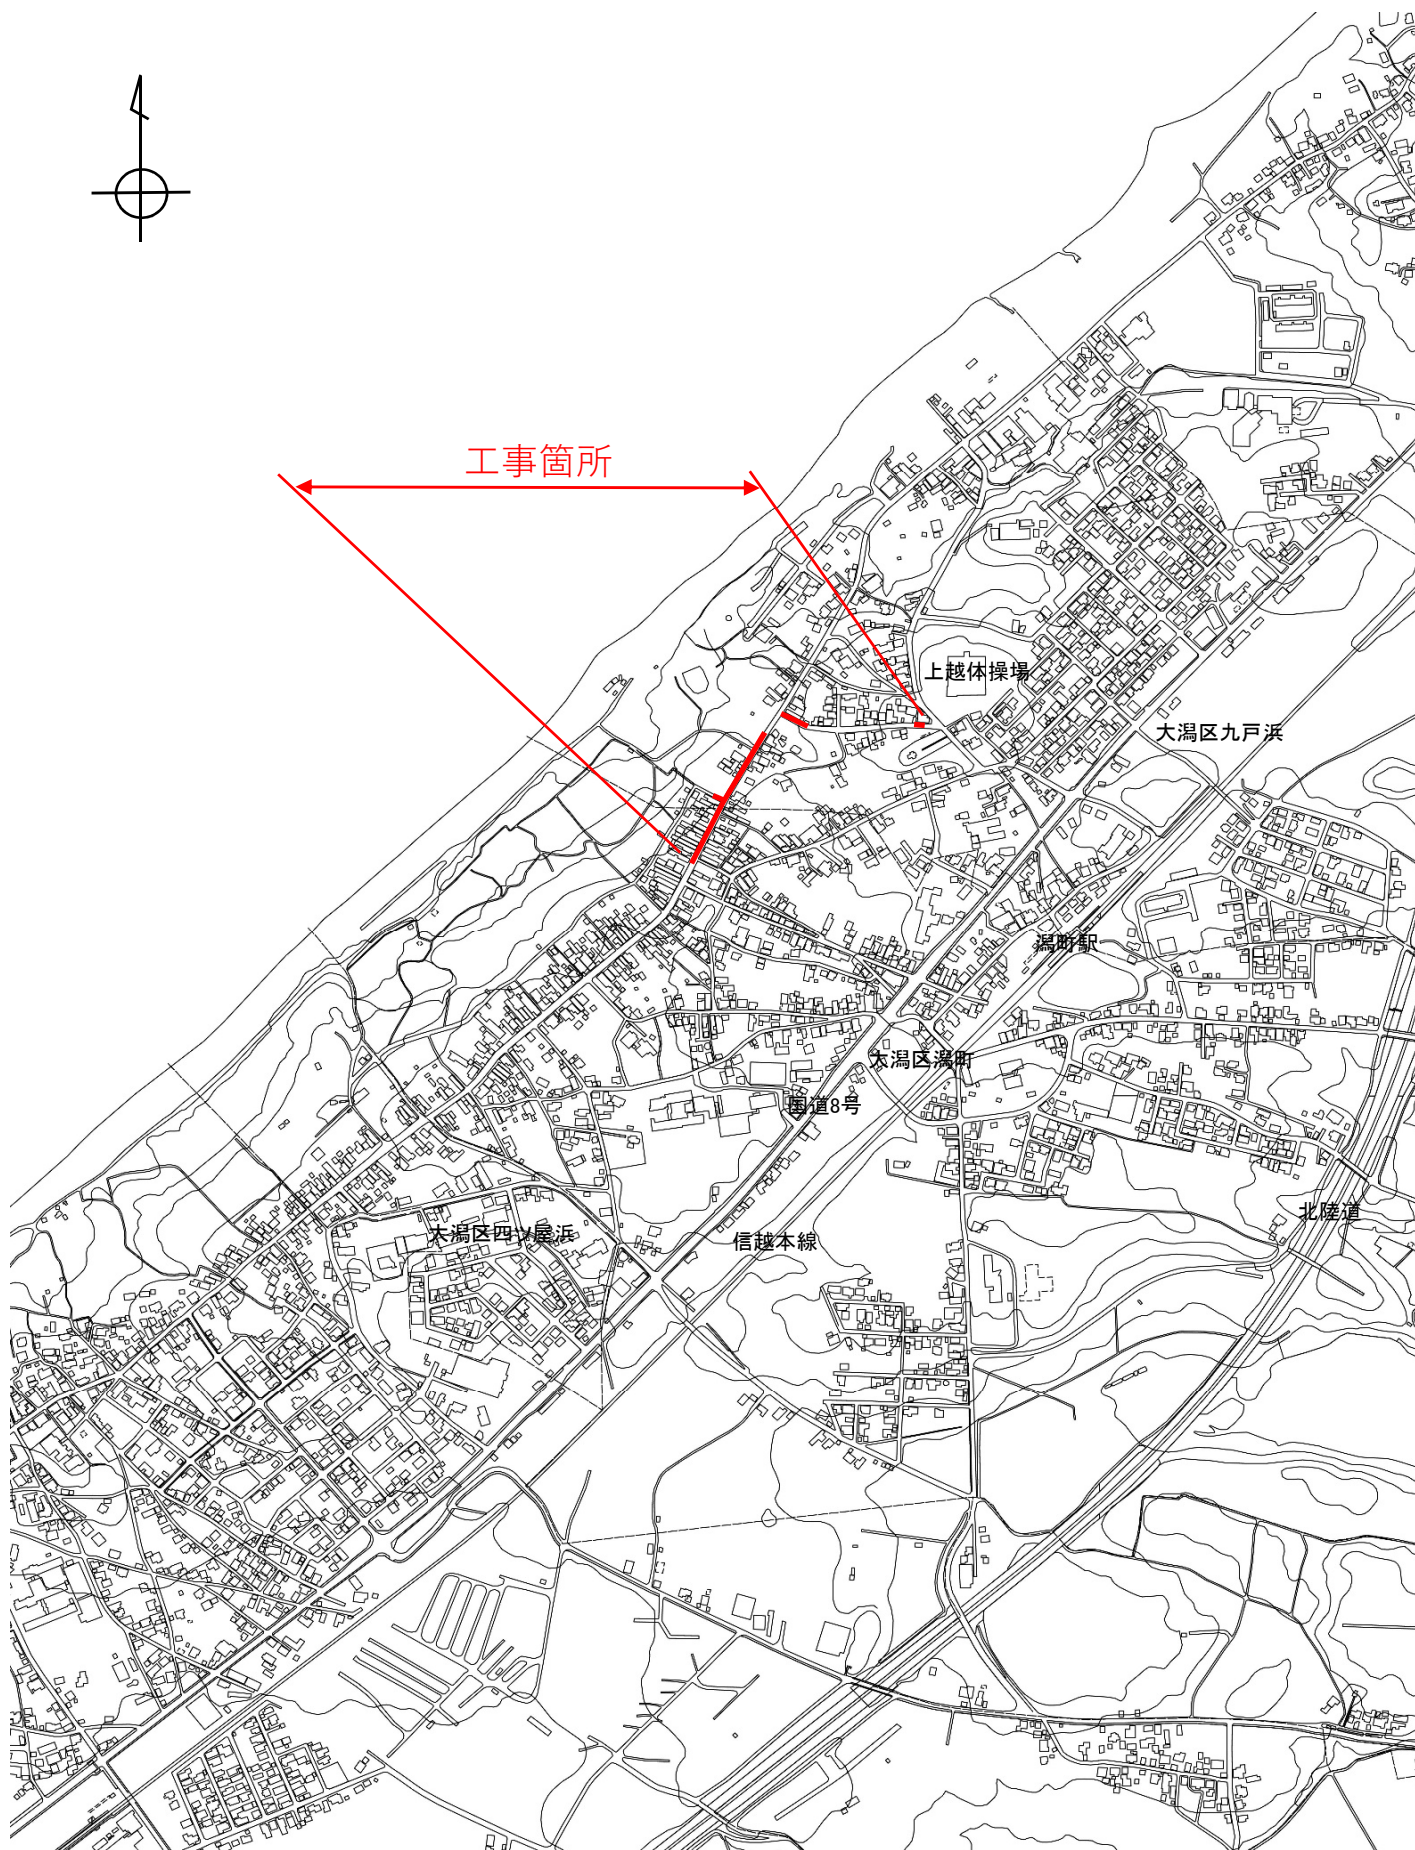 工事箇所
上越体操場
大潟区九戸浜
潟町駅
大潟区潟町
国道8号
北陸道
大潟区四ツ屋浜
信越本線